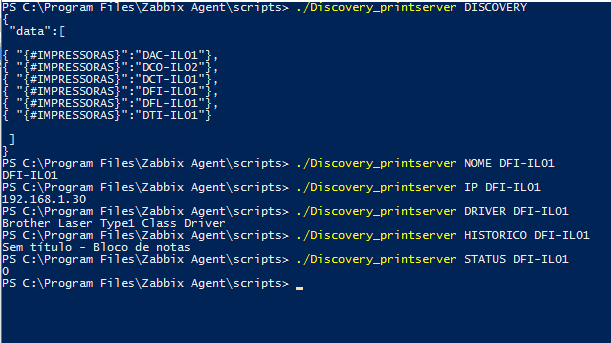 PS C:\Program Files\Zabbix Agent\scripts> ./Discovery_printserver DISCOVERY
{
"data":[
{ "{#IMPRESSORAS}":"DAC-IL01"},
{ "{#IMPRESSORAS}":"DCO-IL02"},
{ "{#IMPRESSORAS}":"DCT-IL01"},
{ "{#IMPRESSORAS}":"DFI-IL01"},
{ "{#IMPRESSORAS}":"DFL-IL01"},
{ "{#IMPRESSORAS}":"DTI-IL01"}
]
}
PS C:\Program Files\Zabbix Agent\scripts> ./Discovery_printserver NOME DFI-IL01
DFI-IL01
PS C:\Program Files\Zabbix Agent\scripts> ./Discovery_printserver IP DFI-IL01
192.168.1.30
PS C:\Program Files\Zabbix Agent\scripts> ./Discovery_printserver DRIVER DFI-IL01
Brother Laser Type1 Class Driver
PS C:\Program Files\Zabbix Agent\scripts> ./Discovery_printserver HISTORICO DFI-IL01
Sem título - Bloco de notas
PS C:\Program Files\Zabbix Agent\scripts> ./Discovery_printserver STATUS DFI-IL01
0
PS C:\Program Files\Zabbix Agent\scripts> _